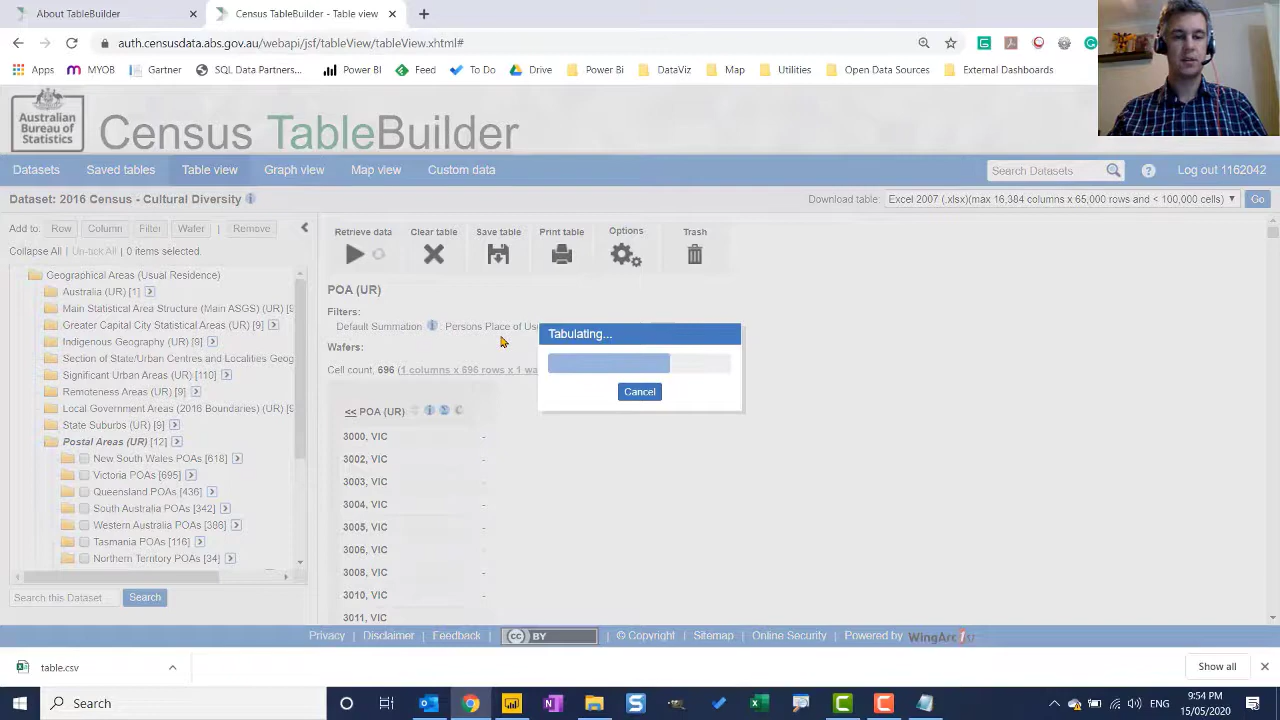 About TableBuilder
Census TableBuilder - Table view
auth.censusdata.abs.gov.au/webapi/jsf/tableView/tableView.xhtml#
Apps MYOB Gartner SQL Data Partners... Power BI Feed To Do Drive Power Bi DataViz Map Utilities Open Data Sources External Dashboards
Australian
Bureau of
Statistics
Census TableBuilder
Datasets Saved tables Table view Graph view Map view Custom data Search Datasets Log out 1162042
Dataset: 2016 Census - Cultural Diversity Download table: Excel 2007 (.xlsx)(max 16,384 columns x 65,000 rows and < 100,000 cells) Go
Add to: Row Column Filter Wafer | Remove
Collapse All | Un-tick All | 0 items selected.
Geographical Areas (Usual Residence)
Australia (UR) [1]
Main Statistical Area Structure (Main ASGS) (UR) [9
Greater Capital City Statistical Areas (UR) [9]
Indigenous Geography (UR) [9]
Section of State/Urban Centres and Localities Geog
Significant Urban Areas (UR) [110]
Remoteness Areas (UR) [9]
Local Government Areas (2016 Boundaries) (UR) [9]
State Suburbs (UR) [9]
Postal Areas (UR) [12]
New South Wales POAs [618]
Victoria POAs [695]
Queensland POAs [436]
South Australia POAs [342]
Western Australia POAs [386]
Tasmania POAs [116]
Northern Territory POAs [34]
Search this Dataset Search
Retrieve data Clear table Save table Print table Options Trash
POA (UR)
Filters:
Default Summation : Persons Place of Us
Wafers:
Cell count, 696 (1 columns x 696 rows x 1 wa
<< POA (UR)
3000, VIC -
3002, VIC -
3003, VIC -
3004, VIC -
3005, VIC -
3006, VIC -
3008, VIC -
3010, VIC -
3011, VIC
Tabulating...
Cancel
Privacy | Disclaimer | Feedback | cc BY | © Copyright | Sitemap | Online Security | Powered by WingArc
table.csv Show all
Search
9:54 PM
15/05/2020